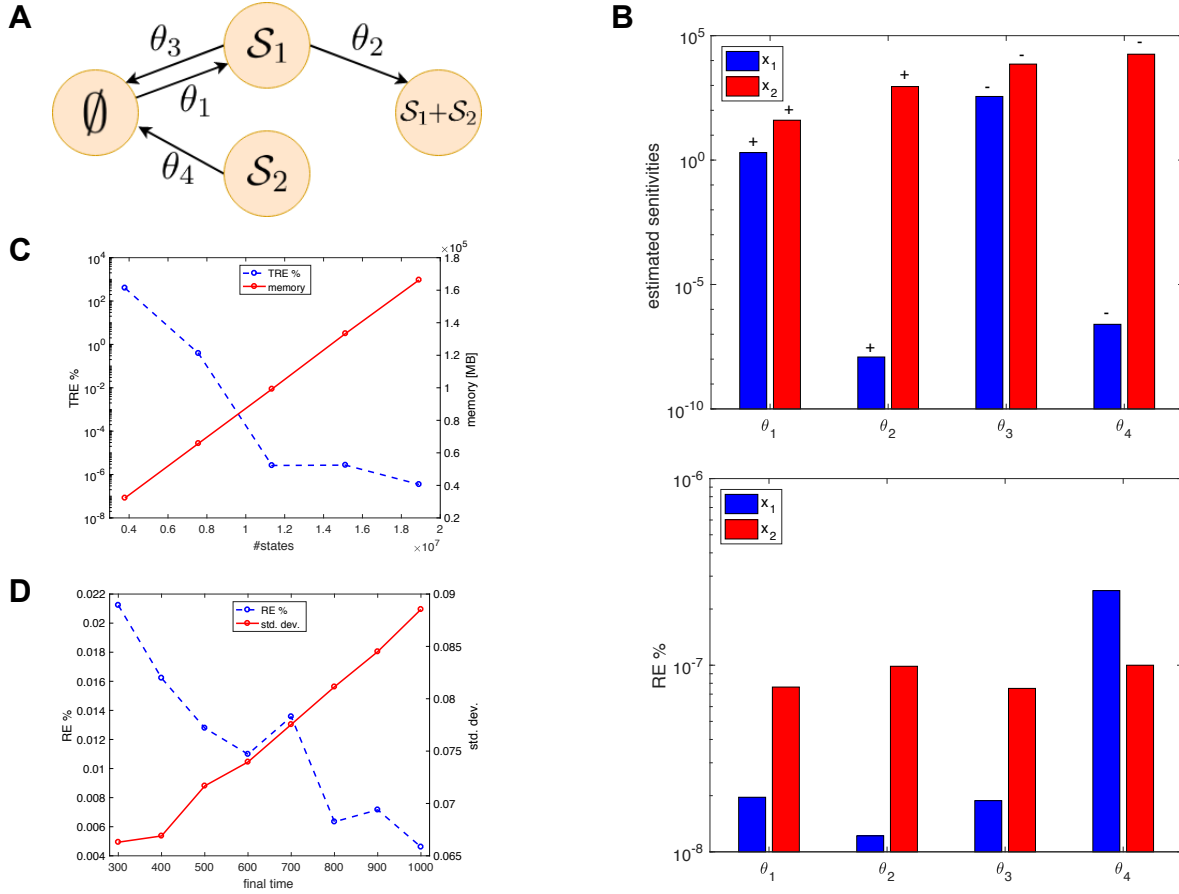 A
θ3
S1
θ2
θ1
∅
S1+S2
θ4
S2
B
x1
x2
estimated senitivities
10^5
10^0
10^-5
10^-10
+
+
+
+
-
-
-
-
θ1
θ2
θ3
θ4
x1
x2
RE %
10^-6
10^-7
10^-8
θ1
θ2
θ3
θ4
C
TRE %
memory
TRE %
10^4
10^2
10^0
10^-2
10^-4
10^-6
10^-8
×10^5
1.8
1.6
1.4
1.2
1
0.8
0.6
0.4
0.2
memory [MB]
0.4 0.6 0.8 1 1.2 1.4 1.6 1.8 2
#states
×10^7
D
RE %
std. dev.
RE %
0.022
0.02
0.018
0.016
0.014
0.012
0.01
0.008
0.006
0.004
0.09
0.085
0.08
0.075
0.07
0.065
std. dev.
300 400 500 600 700 800 900 1000
final time